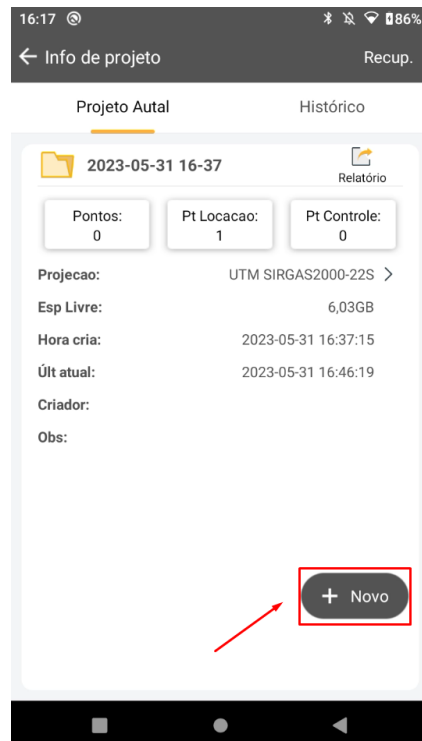 16:17 86%
Info de projeto Recup.
Projeto Autal Histórico
2023-05-31 16-37 Relatório
Pontos: Pt Locacao: Pt Controle:
0 1 0
Projecao: UTM SIRGAS2000-22S
Esp Livre: 6,03GB
Hora cria: 2023-05-31 16:37:15
Últ atual: 2023-05-31 16:46:19
Criador:
Obs:
+ Novo